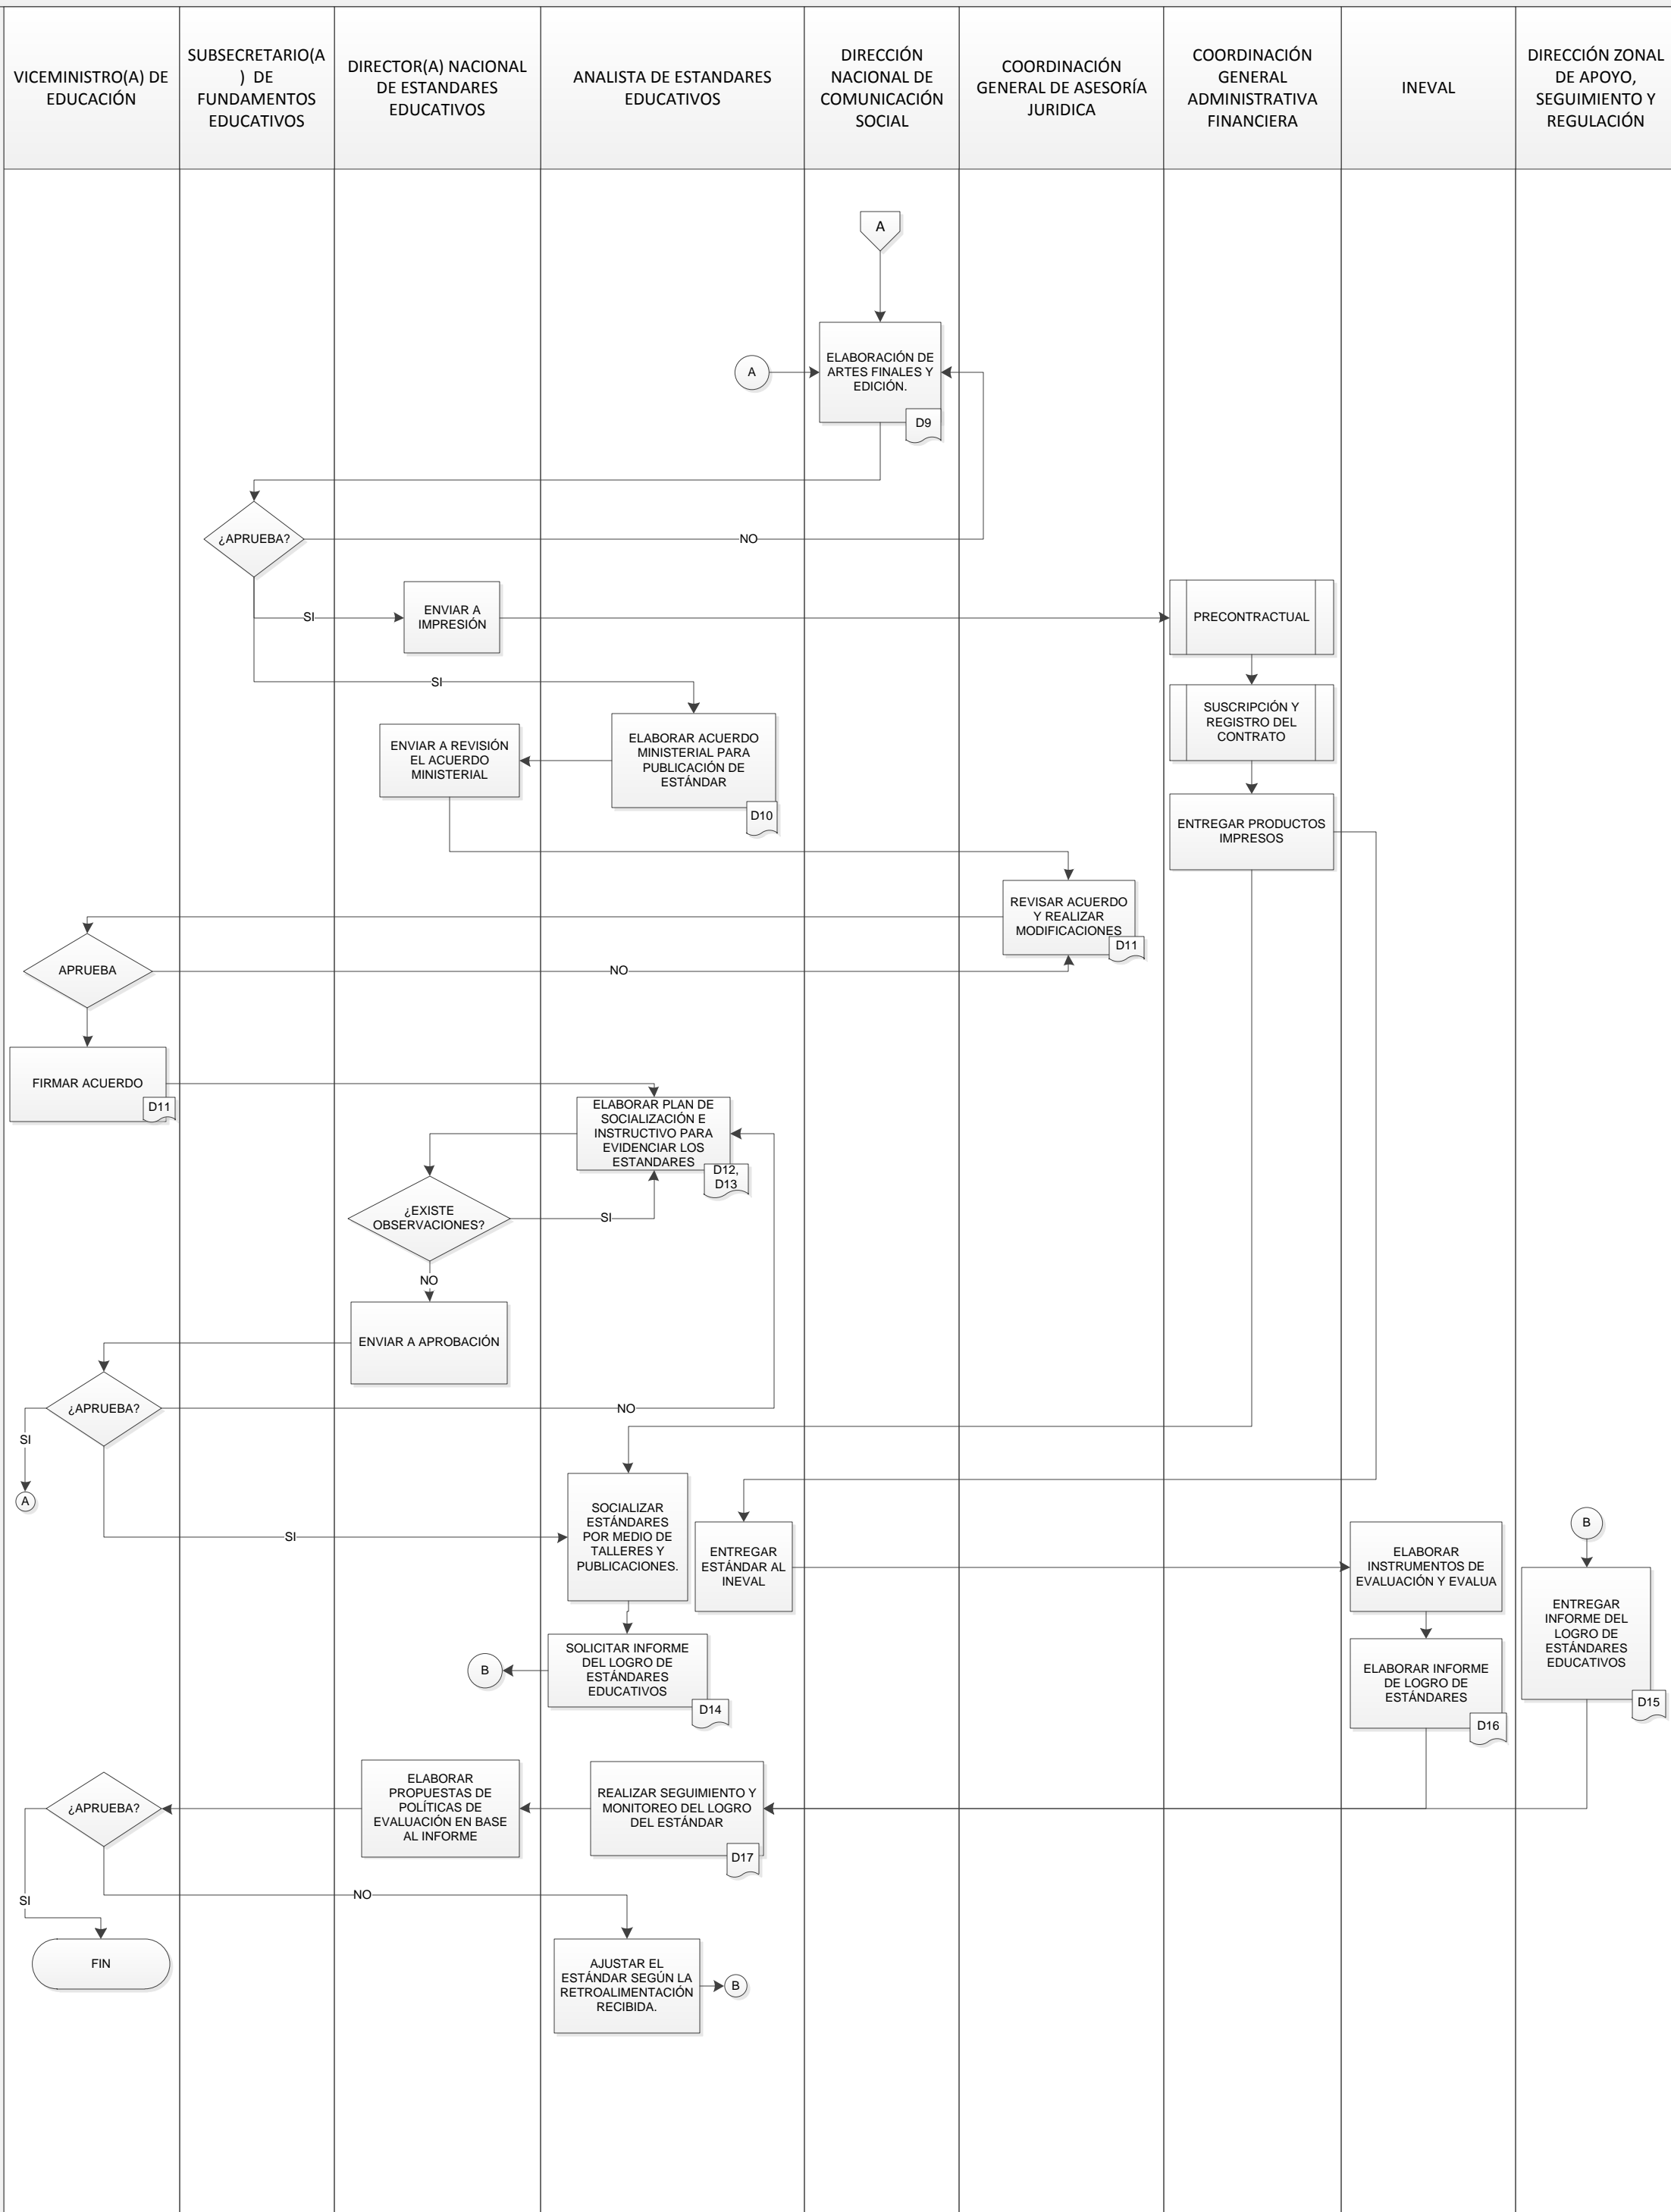 VICEMINISTRO(A) DE
EDUCACIÓN
SUBSECRETARIO(A
) DE
FUNDAMENTOS
EDUCATIVOS
DIRECTOR(A) NACIONAL
DE ESTANDARES
EDUCATIVOS
ANALISTA DE ESTANDARES
EDUCATIVOS
DIRECCIÓN
NACIONAL DE
COMUNICACIÓN
SOCIAL
COORDINACIÓN
GENERAL DE ASESORÍA
JURIDICA
COORDINACIÓN
GENERAL
ADMINISTRATIVA
FINANCIERA
INEVAL
DIRECCIÓN ZONAL
DE APOYO,
SEGUIMIENTO Y
REGULACIÓN
A
A
ELABORACIÓN DE
ARTES FINALES Y
EDICIÓN.
D9
¿APRUEBA?
NO
SI
ENVIAR A
IMPRESIÓN
PRECONTRACTUAL
SI
SUSCRIPCIÓN Y
REGISTRO DEL
CONTRATO
ENVIAR A REVISIÓN
EL ACUERDO
MINISTERIAL
ELABORAR ACUERDO
MINISTERIAL PARA
PUBLICACIÓN DE
ESTÁNDAR
D10
ENTREGAR PRODUCTOS
IMPRESOS
REVISAR ACUERDO
Y REALIZAR
MODIFICACIONES
D11
APRUEBA
NO
FIRMAR ACUERDO
D11
ELABORAR PLAN DE
SOCIALIZACIÓN E
INSTRUCTIVO PARA
EVIDENCIAR LOS
ESTANDARES
D12,
D13
¿EXISTE
OBSERVACIONES?
SI
NO
ENVIAR A APROBACIÓN
¿APRUEBA?
NO
SI
A
SI
SOCIALIZAR
ESTÁNDARES
POR MEDIO DE
TALLERES Y
PUBLICACIONES.
ENTREGAR
ESTÁNDAR AL
INEVAL
ELABORAR
INSTRUMENTOS DE
EVALUACIÓN Y EVALUA
B
ENTREGAR
INFORME DEL
LOGRO DE
ESTÁNDARES
EDUCATIVOS
D15
B
SOLICITAR INFORME
DEL LOGRO DE
ESTÁNDARES
EDUCATIVOS
D14
ELABORAR INFORME
DE LOGRO DE
ESTÁNDARES
D16
¿APRUEBA?
ELABORAR
PROPUESTAS DE
POLÍTICAS DE
EVALUACIÓN EN BASE
AL INFORME
REALIZAR SEGUIMIENTO Y
MONITOREO DEL LOGRO
DEL ESTÁNDAR
D17
SI
NO
FIN
AJUSTAR EL
ESTÁNDAR SEGÚN LA
RETROALIMENTACIÓN
RECIBIDA.
B